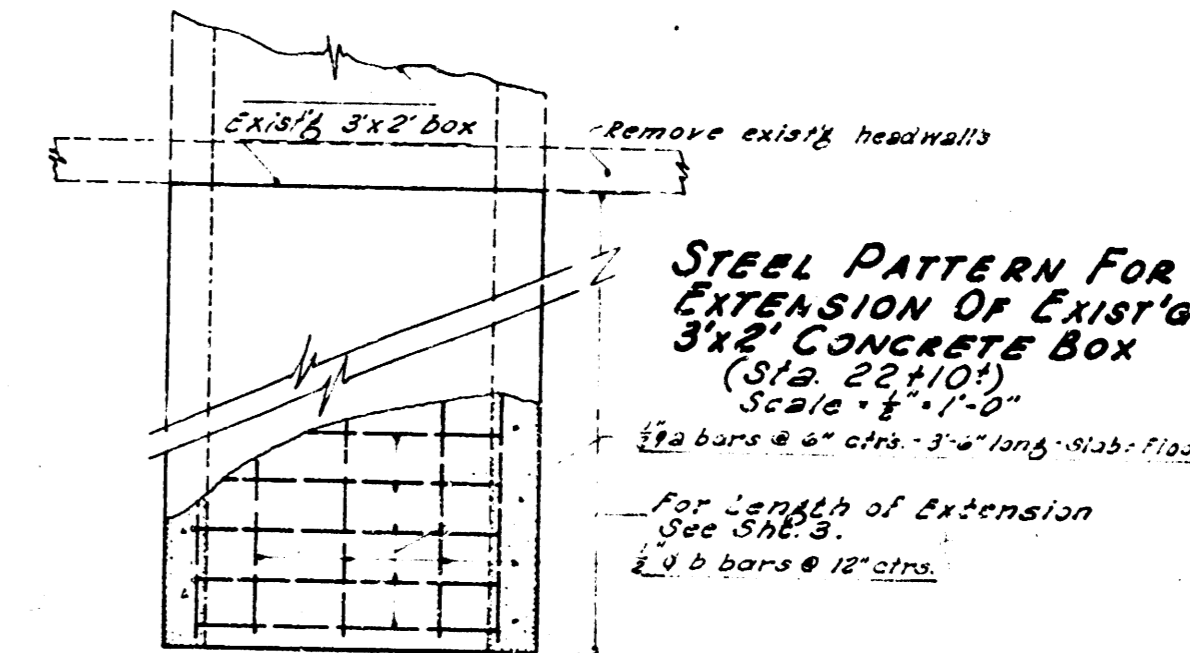 Exist'g 3'x2' box
Remove exist'g headwalls
STEEL PATTERN FOR
EXTENSION OF EXIST'G
3'x2' CONCRETE BOX
(Sta. 22+10±)
Scale = ½" = 1'-0"
½"φ a bars @ 6" ctrs. - 3'-6" long - Slab & Floo
For Length of Extension
See Sht. 3.
½"φ b bars @ 12" ctrs.